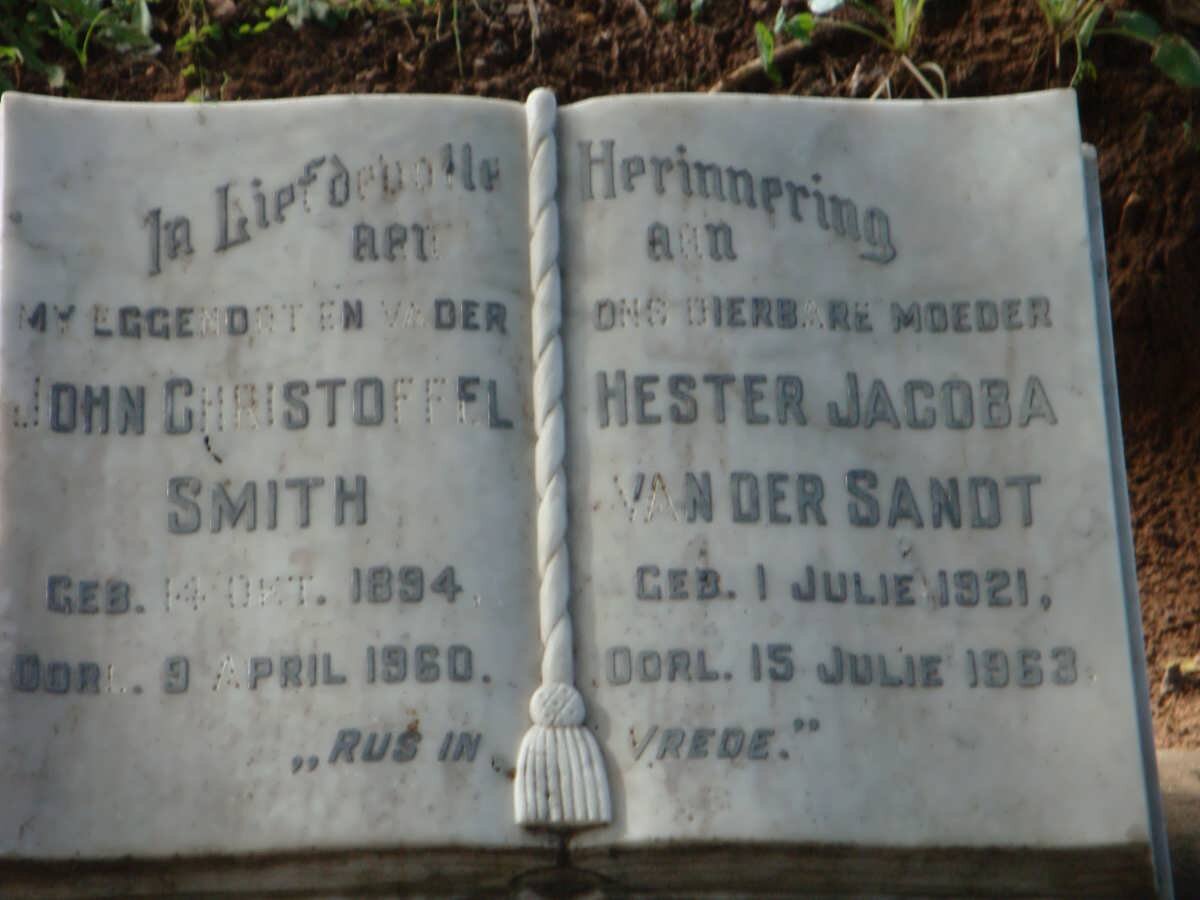 In Liefdevolle Herinnering
aan
MY EGGENOOT EN VADER
JOHN CHRISTOFFEL
SMITH
GEB. 14 OKT. 1894,
OORL. 9 APRIL 1960.
aan
ONS DIERBARE MOEDER
HESTER JACOBA
VAN DER SANDT
GEB. 1 JULIE 1921,
OORL. 15 JULIE 1963.
„RUS IN VREDE.”